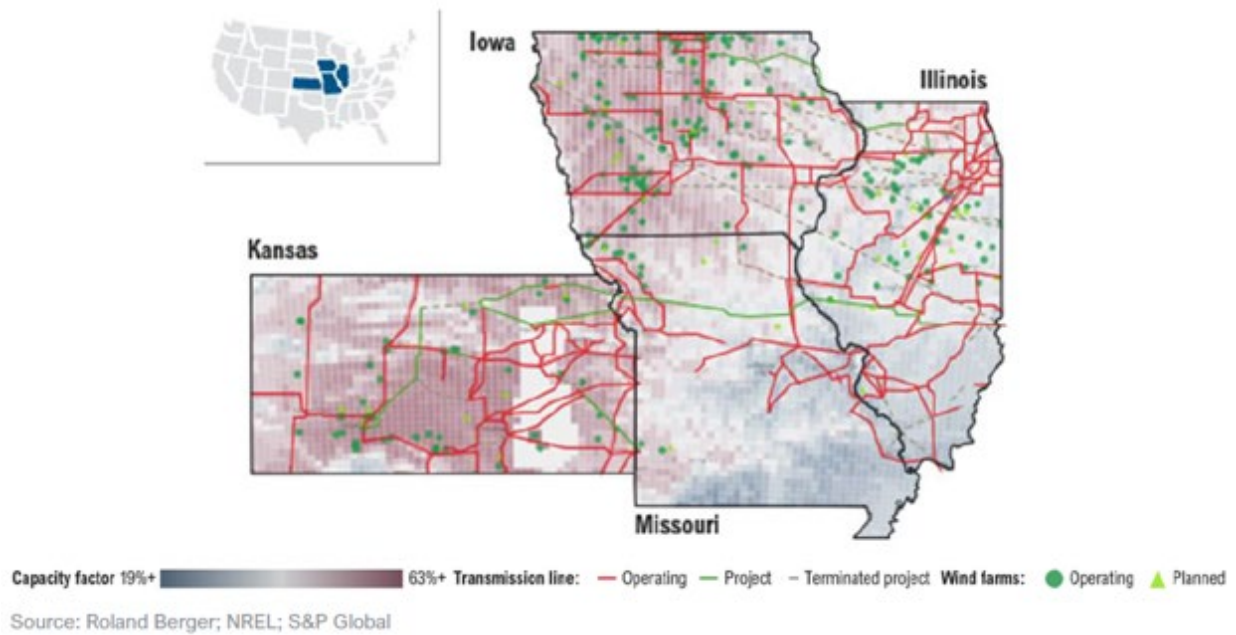 Iowa
Illinois
Kansas
Missouri
Capacity factor 19%+ 63%+ Transmission line: Operating Project Terminated project Wind farms: Operating Planned
Source: Roland Berger; NREL; S&P Global